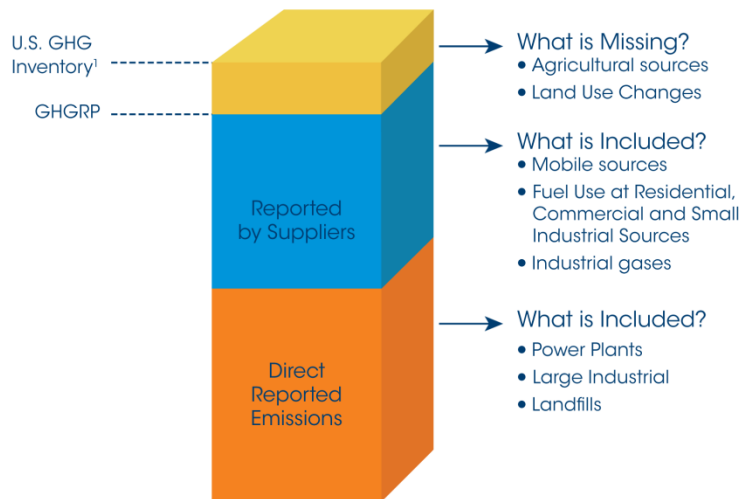 U.S. GHG
Inventory¹
GHGRP
Reported
by Suppliers
Direct
Reported
Emissions
What is Missing?
• Agricultural sources
• Land Use Changes
What is Included?
• Mobile sources
• Fuel Use at Residential,
Commercial and Small
Industrial Sources
• Industrial gases
What is Included?
• Power Plants
• Large Industrial
• Landfills